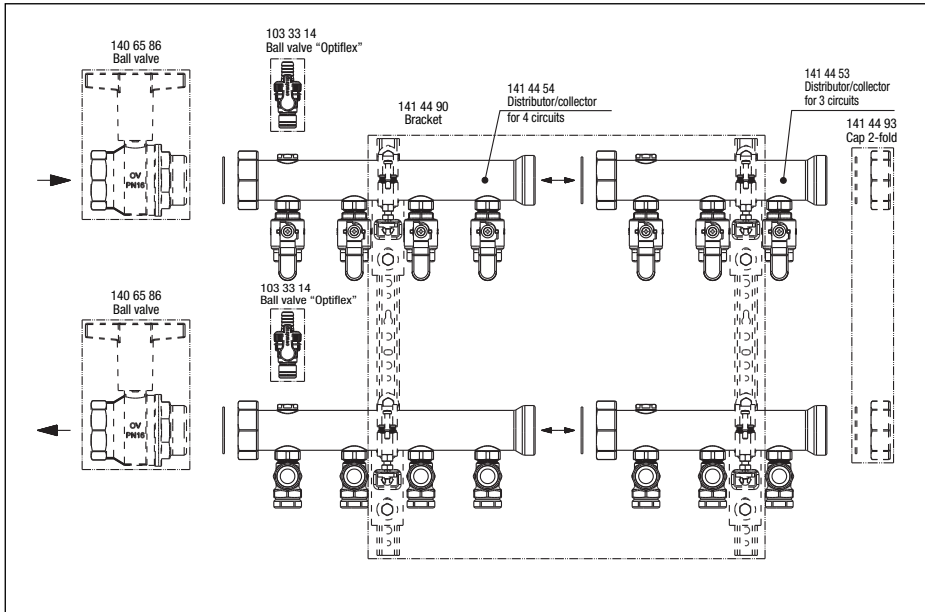 140 65 86
Ball valve
103 33 14
Ball valve “Optiflex”
141 44 90
Bracket
141 44 54
Distributor/collector
for 4 circuits
141 44 53
Distributor/collector
for 3 circuits
141 44 93
Cap 2-fold
OV
PN16
140 65 86
Ball valve
103 33 14
Ball valve “Optiflex”
OV
PN16